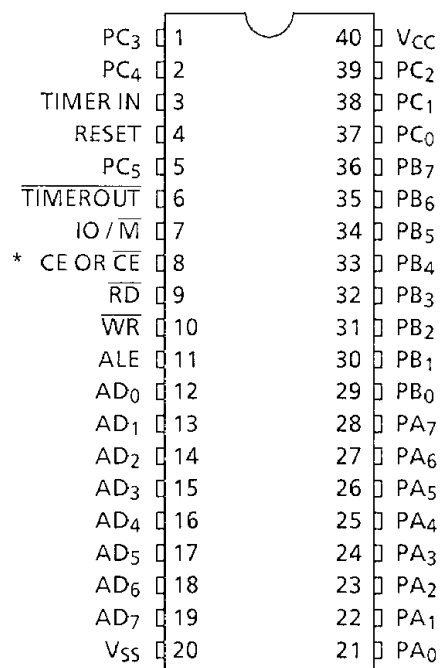 PC3 1 40 VCC
PC4 2 39 PC2
TIMER IN 3 38 PC1
RESET 4 37 PC0
PC5 5 36 PB7
T̅I̅M̅E̅R̅O̅U̅T̅ 6 35 PB6
IO / M̅ 7 34 PB5
* CE OR C̅E̅ 8 33 PB4
R̅D̅ 9 32 PB3
W̅R̅ 10 31 PB2
ALE 11 30 PB1
AD0 12 29 PB0
AD1 13 28 PA7
AD2 14 27 PA6
AD3 15 26 PA5
AD4 16 25 PA4
AD5 17 24 PA3
AD6 18 23 PA2
AD7 19 22 PA1
VSS 20 21 PA0